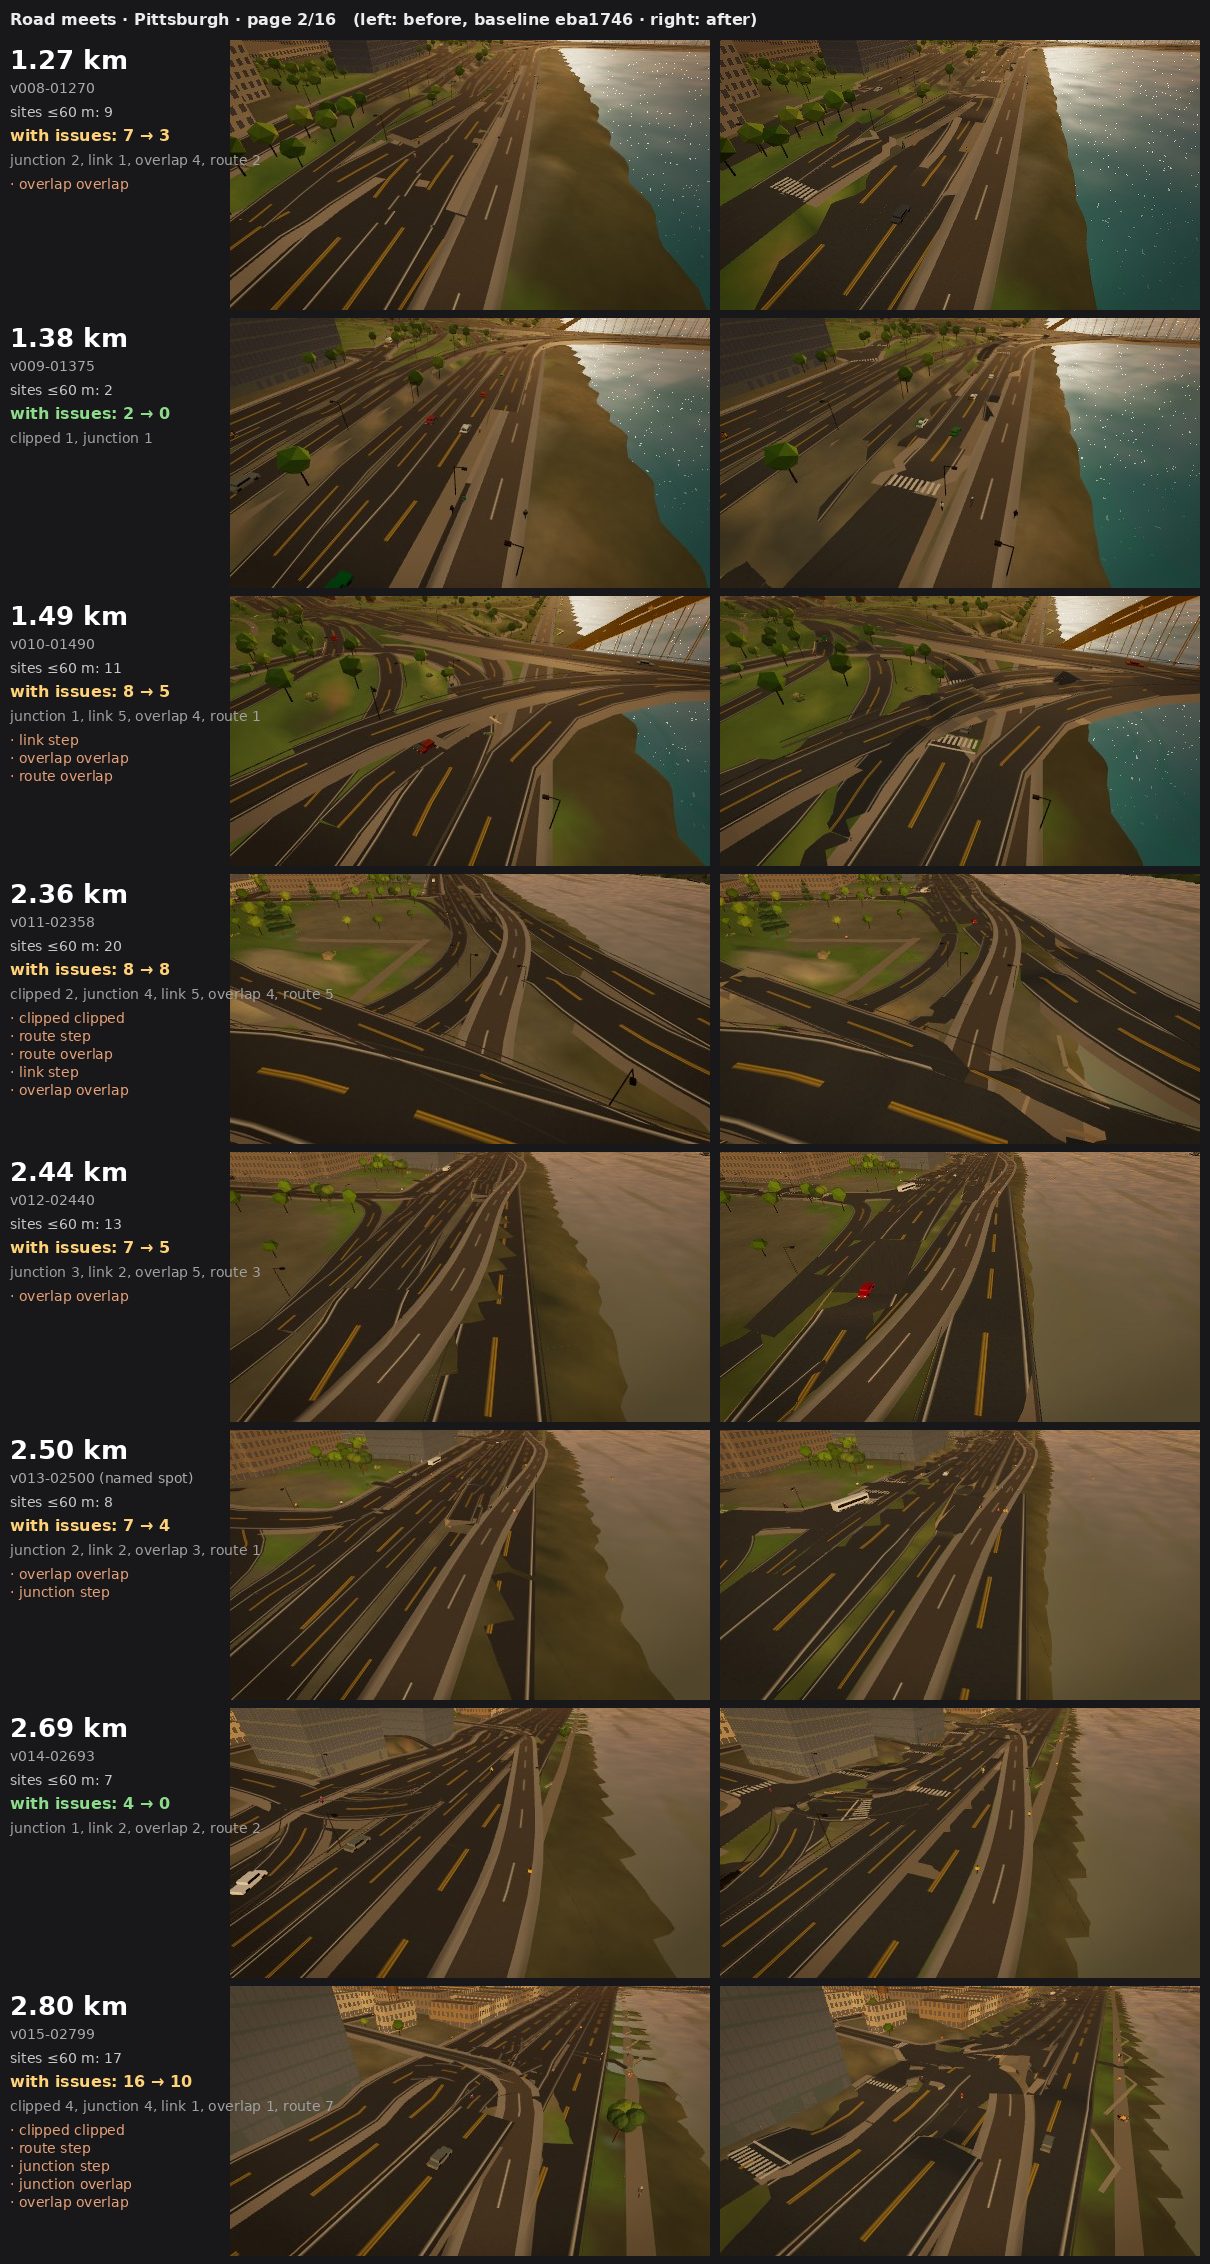 Road meets · Pittsburgh · page 2/16 (left: before, baseline eba1746 · right: after)
1.27 km
v008-01270
sites ≤60 m: 9
with issues: 7 → 3
junction 2, link 1, overlap 4, route 2
· overlap overlap
1.38 km
v009-01375
sites ≤60 m: 2
with issues: 2 → 0
clipped 1, junction 1
1.49 km
v010-01490
sites ≤60 m: 11
with issues: 8 → 5
junction 1, link 5, overlap 4, route 1
· link step
· overlap overlap
· route overlap
2.36 km
v011-02358
sites ≤60 m: 20
with issues: 8 → 8
clipped 2, junction 4, link 5, overlap 4, route 5
· clipped clipped
· route step
· route overlap
· link step
· overlap overlap
2.44 km
v012-02440
sites ≤60 m: 13
with issues: 7 → 5
junction 3, link 2, overlap 5, route 3
· overlap overlap
2.50 km
v013-02500 (named spot)
sites ≤60 m: 8
with issues: 7 → 4
junction 2, link 2, overlap 3, route 1
· overlap overlap
· junction step
2.69 km
v014-02693
sites ≤60 m: 7
with issues: 4 → 0
junction 1, link 2, overlap 2, route 2
2.80 km
v015-02799
sites ≤60 m: 17
with issues: 16 → 10
clipped 4, junction 4, link 1, overlap 1, route 7
· clipped clipped
· route step
· junction step
· junction overlap
· overlap overlap